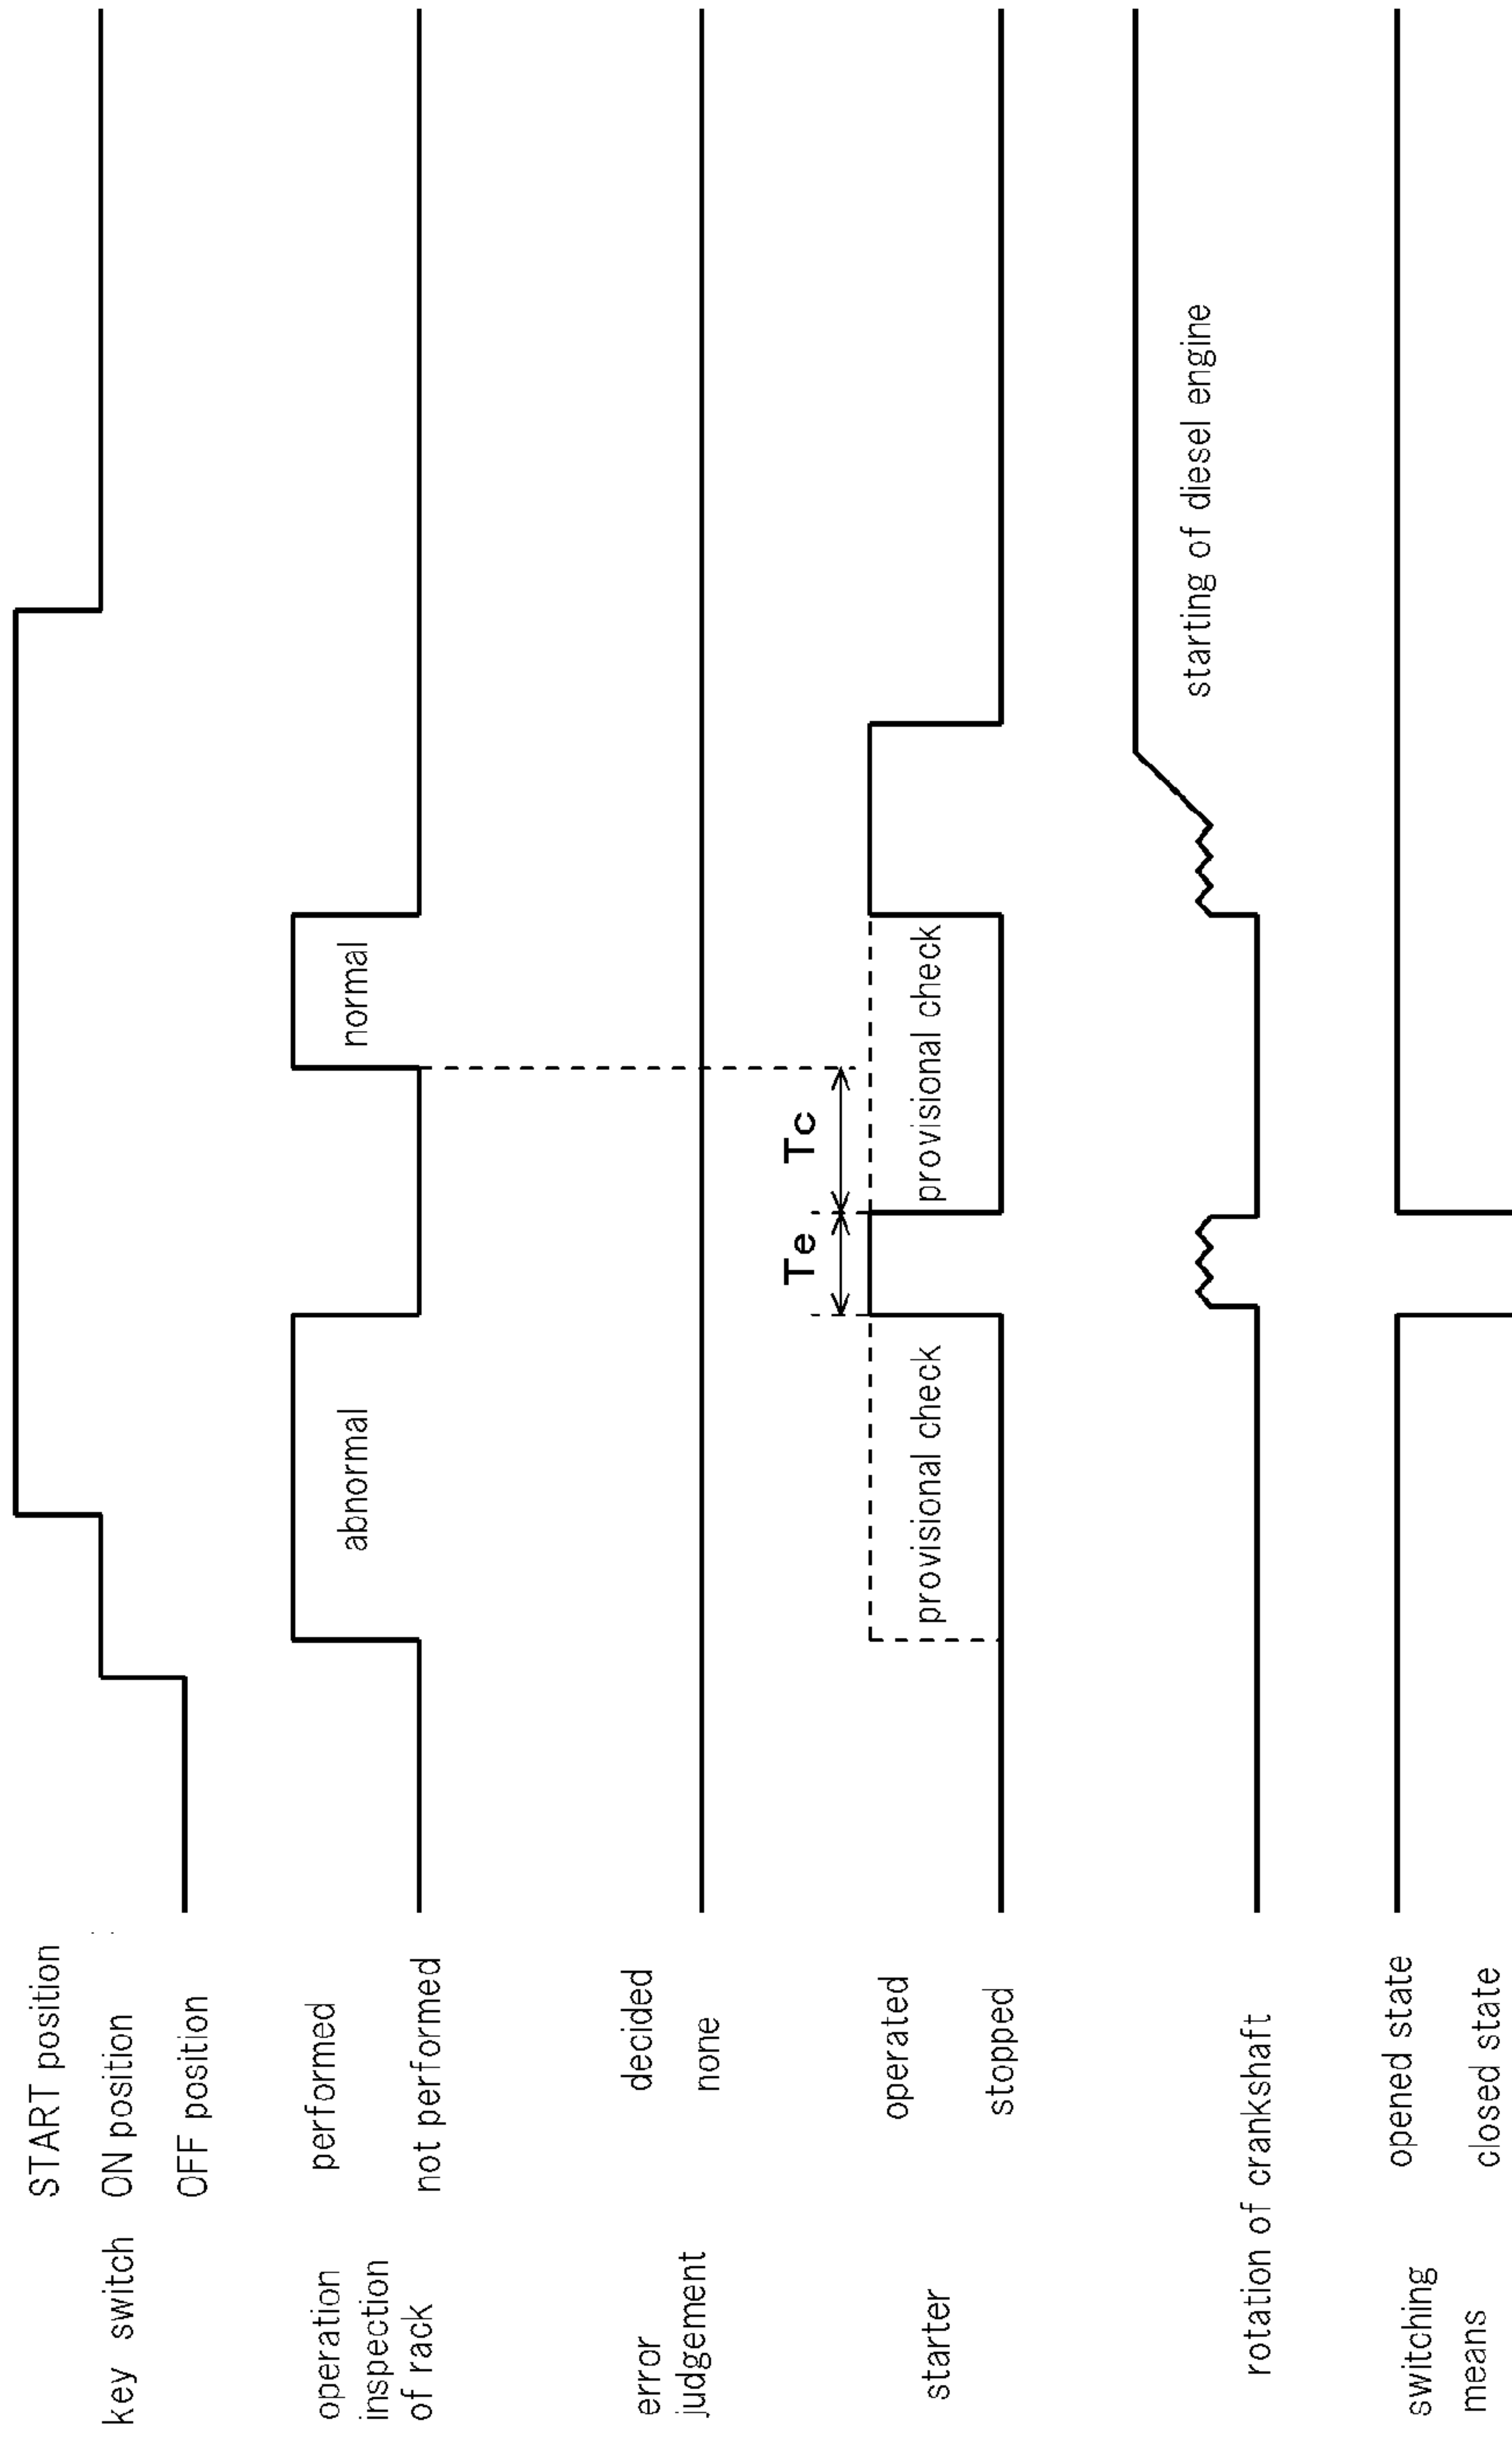 START position
key switch ON position
OFF position
operation
inspection
of rack
performed
not performed
abnormal
normal
error
judgement
decided
none
Te
Tc
starter
operated
stopped
provisional check
provisional check
rotation of crankshaft
starting of diesel engine
switching
means
opened state
closed state